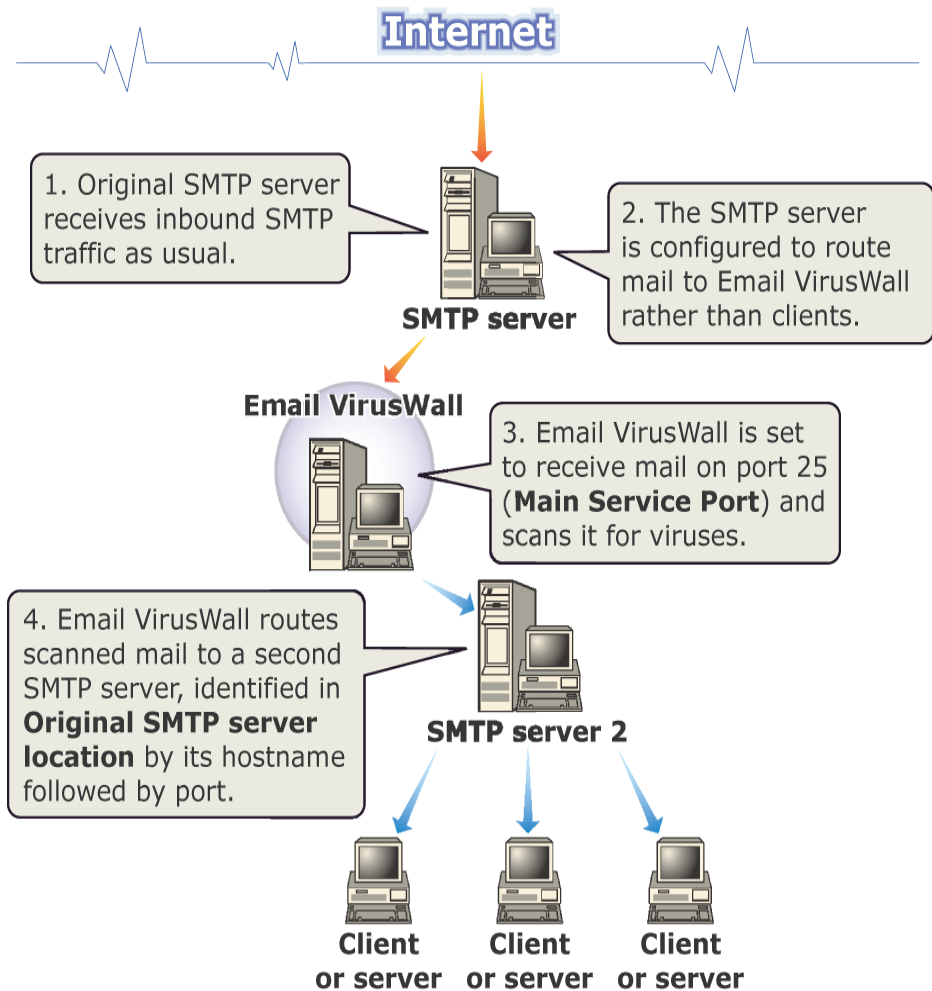 Internet
1. Original SMTP server
receives inbound SMTP
traffic as usual.
2. The SMTP server
is configured to route
mail to Email VirusWall
rather than clients.
SMTP server
Email VirusWall
3. Email VirusWall is set
to receive mail on port 25
(Main Service Port) and
scans it for viruses.
4. Email VirusWall routes
scanned mail to a second
SMTP server, identified in
Original SMTP server
location by its hostname
followed by port.
SMTP server 2
Client
or server
Client
or server
Client
or server